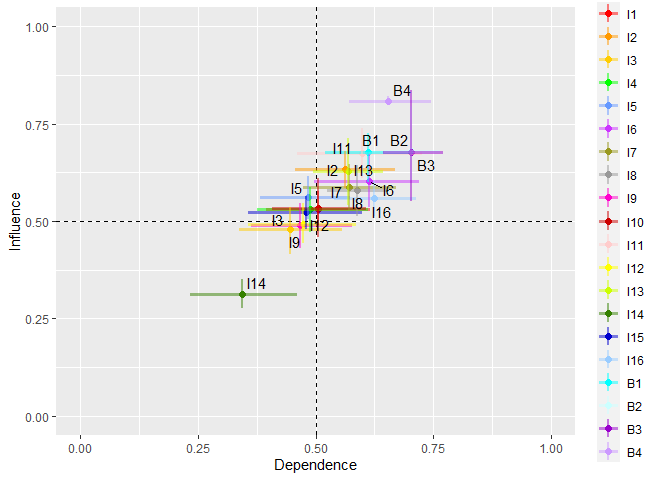 1.00
0.75
0.50
0.25
0.00
Influence
B4
B1
B2
I11
B3
I2
I13
I5
I7
I6
I8
I16
I3
I12
I9
I14
0.00
0.25
0.50
0.75
1.00
Dependence
I1
I2
I3
I4
I5
I6
I7
I8
I9
I10
I11
I12
I13
I14
I15
I16
B1
B2
B3
B4